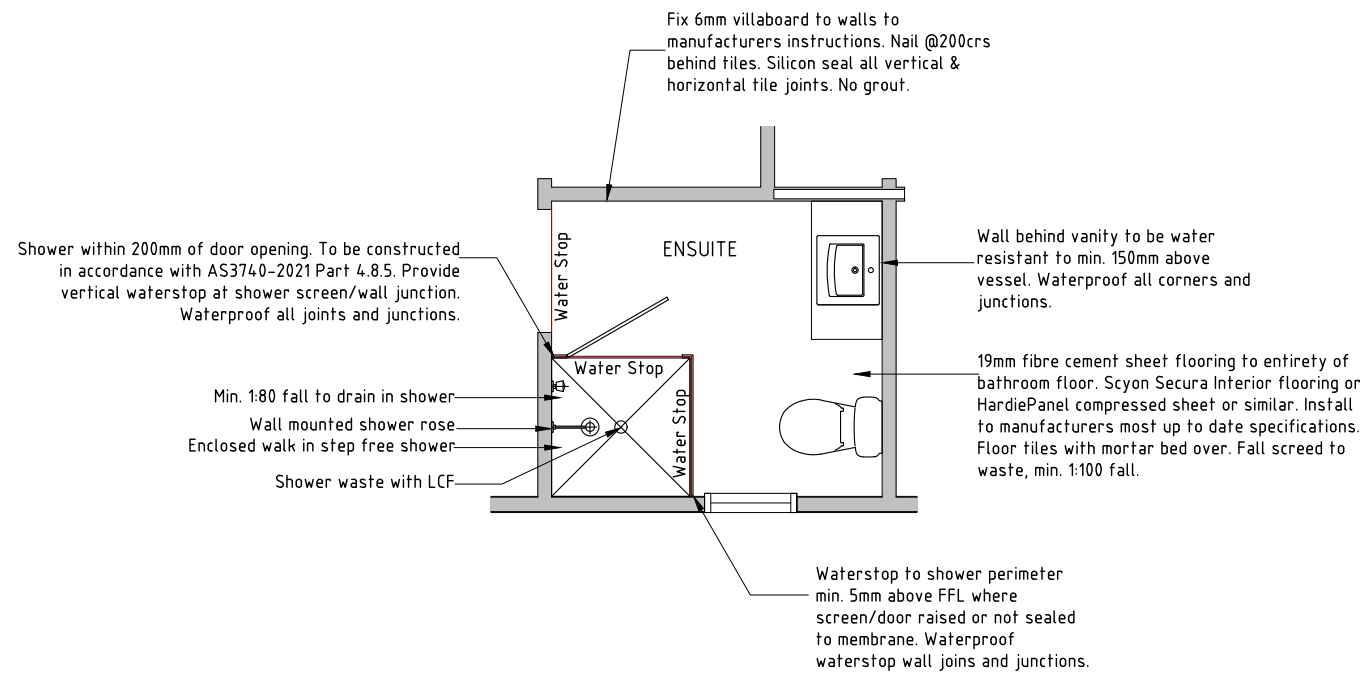 Fix 6mm villaboard to walls to
manufacturers instructions. Nail @200crs
behind tiles. Silicon seal all vertical &
horizontal tile joints. No grout.
Shower within 200mm of door opening. To be constructed
in accordance with AS3740-2021 Part 4.8.5. Provide
vertical waterstop at shower screen/wall junction.
Waterproof all joints and junctions.
Water Stop
ENSUITE
Wall behind vanity to be water
resistant to min. 150mm above
vessel. Waterproof all corners and
junctions.
Water Stop
Water Stop
Min. 1:80 fall to drain in shower
Wall mounted shower rose
Enclosed walk in step free shower
Shower waste with LCF
19mm fibre cement sheet flooring to entirety of
bathroom floor. Scyon Secura Interior flooring or
HardiePanel compressed sheet or similar. Install
to manufacturers most up to date specifications.
Floor tiles with mortar bed over. Fall screed to
waste, min. 1:100 fall.
Waterstop to shower perimeter
min. 5mm above FFL where
screen/door raised or not sealed
to membrane. Waterproof
waterstop wall joins and junctions.